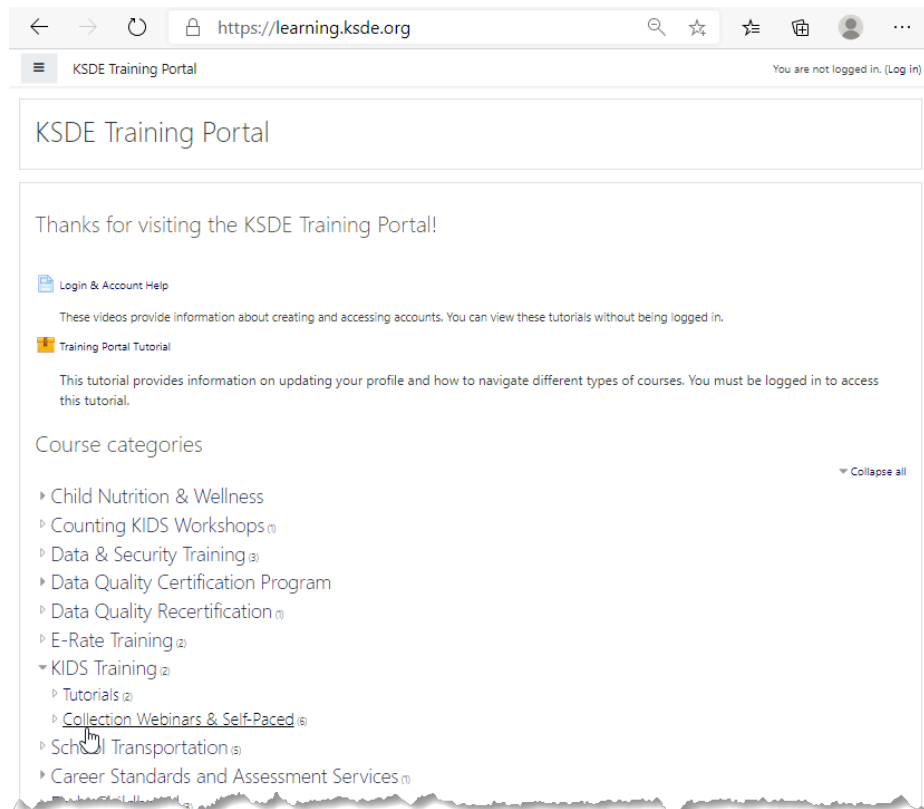 https://learning.ksde.org
KSDE Training Portal
You are not logged in. (Log in)
KSDE Training Portal
Thanks for visiting the KSDE Training Portal!
Login & Account Help
These videos provide information about creating and accessing accounts. You can view these tutorials without being logged in.
Training Portal Tutorial
This tutorial provides information on updating your profile and how to navigate different types of courses. You must be logged in to access
this tutorial.
Course categories
Collapse all
Child Nutrition & Wellness
Counting KIDS Workshops (1)
Data & Security Training (3)
Data Quality Certification Program
Data Quality Recertification (1)
E-Rate Training (2)
KIDS Training (2)
Tutorials (2)
Collection Webinars & Self-Paced (6)
School Transportation (5)
Career Standards and Assessment Services (1)